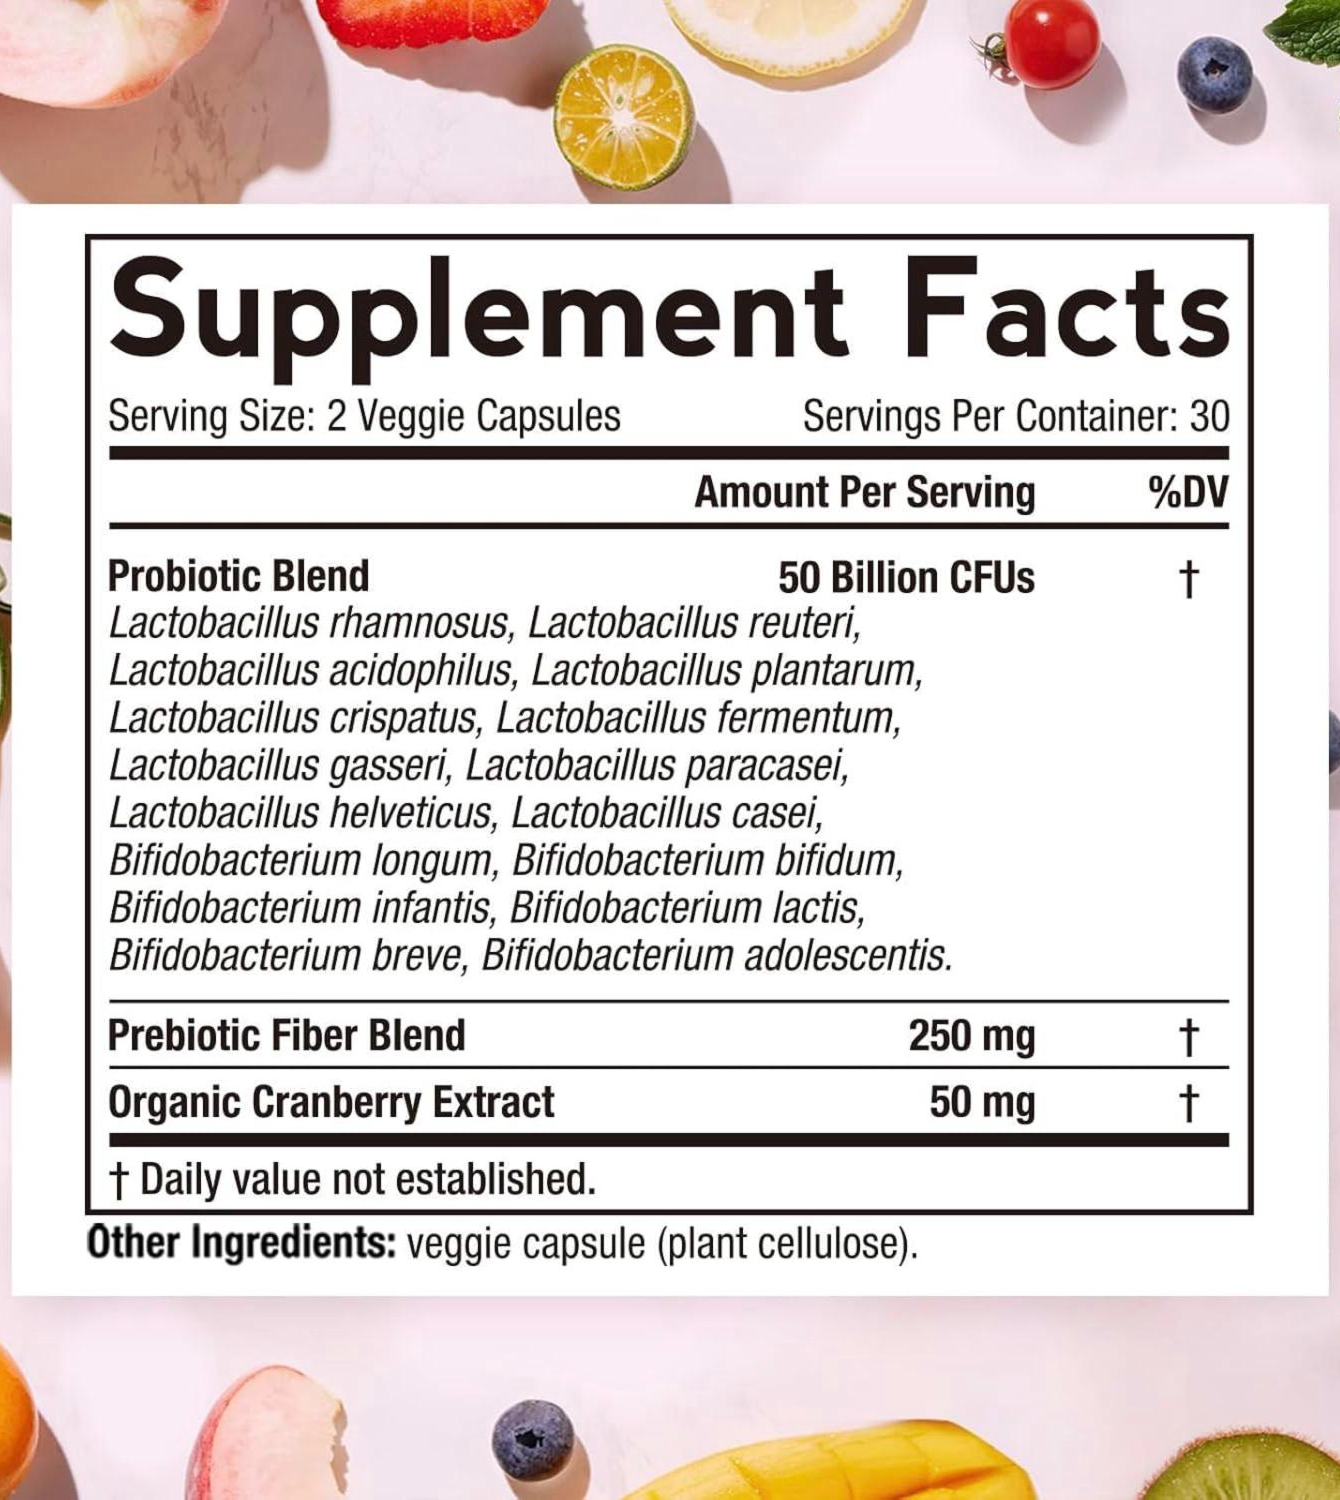 Supplement Facts
Serving Size: 2 Veggie Capsules Servings Per Container: 30
Amount Per Serving %DV
Probiotic Blend 50 Billion CFUs †
Lactobacillus rhamnosus, Lactobacillus reuteri,
Lactobacillus acidophilus, Lactobacillus plantarum,
Lactobacillus crispatus, Lactobacillus fermentum,
Lactobacillus gasseri, Lactobacillus paracasei,
Lactobacillus helveticus, Lactobacillus casei,
Bifidobacterium longum, Bifidobacterium bifidum,
Bifidobacterium infantis, Bifidobacterium lactis,
Bifidobacterium breve, Bifidobacterium adolescentis.
Prebiotic Fiber Blend 250 mg †
Organic Cranberry Extract 50 mg †
† Daily value not established.
Other Ingredients: veggie capsule (plant cellulose).